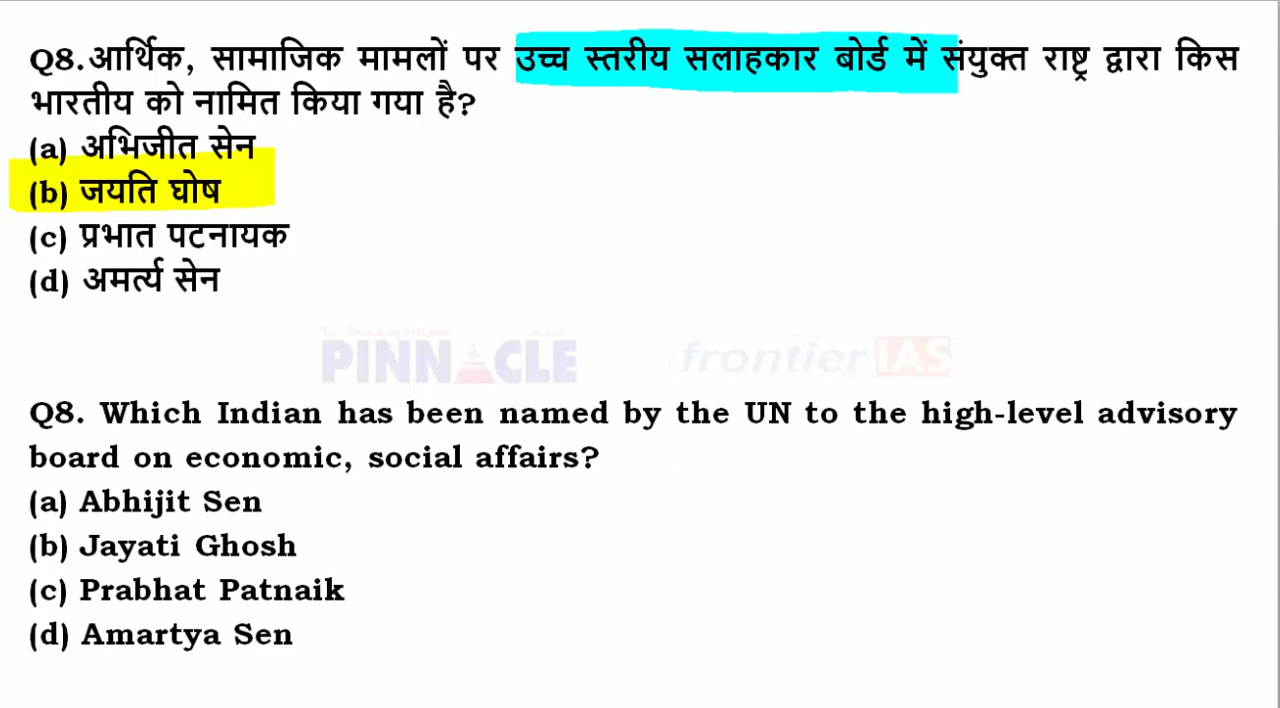 Q8.आर्थिक, सामाजिक मामलों पर उच्च स्तरीय सलाहकार बोर्ड में संयुक्त राष्ट्र द्वारा किस
भारतीय को नामित किया गया है?
(a) अभिजीत सेन
(b) जयति घोष
(c) प्रभात पटनायक
(d) अमर्त्य सेन
PINNACLE frontier IAS
Q8. Which Indian has been named by the UN to the high-level advisory
board on economic, social affairs?
(a) Abhijit Sen
(b) Jayati Ghosh
(c) Prabhat Patnaik
(d) Amartya Sen